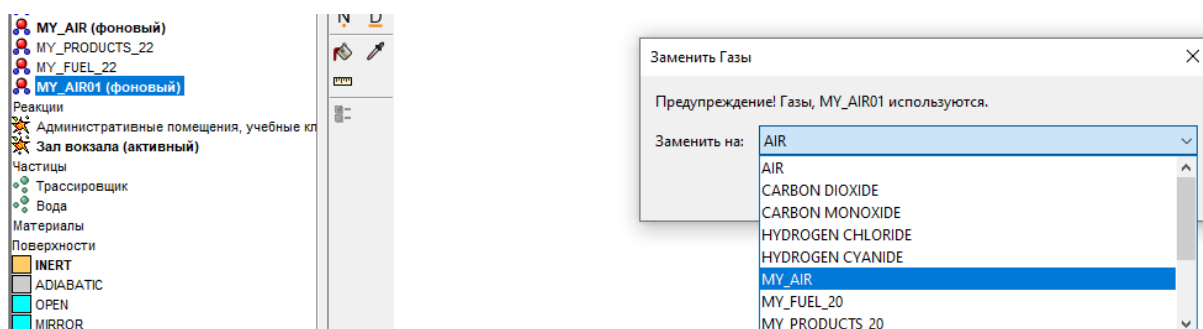 MY_AIR (фоновый)
MY_PRODUCTS_22
MY_FUEL_22
MY_AIR01 (фоновый)
Реакции
Административные помещения, учебные кл
Зал вокзала (активный)
Частицы
Трассировщик
Вода
Материалы
Поверхности
INERT
ADIABATIC
OPEN
MIRROR
N D
Заменить Газы
Предупреждение! Газы, MY_AIR01 используются.
Заменить на: AIR
AIR
CARBON DIOXIDE
CARBON MONOXIDE
HYDROGEN CHLORIDE
HYDROGEN CYANIDE
MY_AIR
MY_FUEL_20
MY_PRODUCTS_20